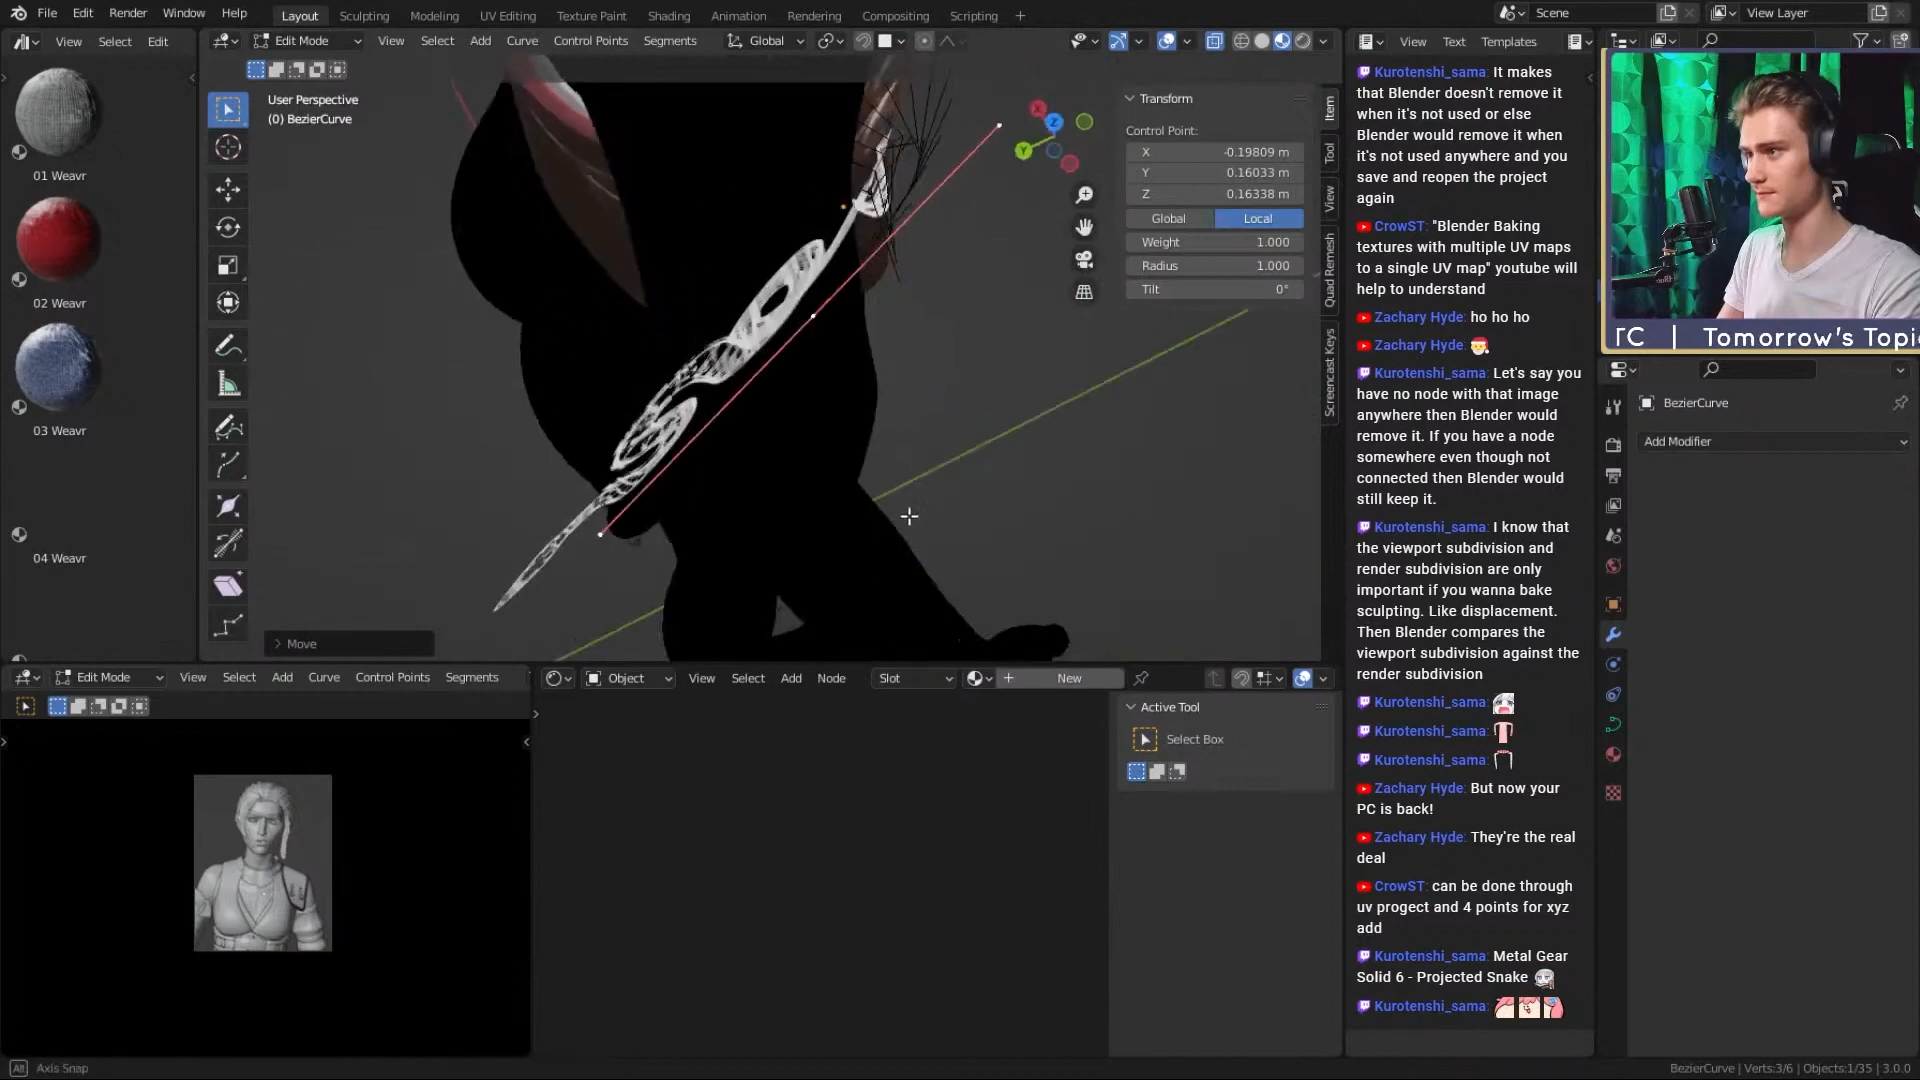 File Edit Render Window Help Layout Sculpting Modeling UV Editing Texture Paint Shading Animation Rendering Compositing Scripting + Scene View Layer
View Select Edit
Edit Mode View Select Add Curve Control Points Segments Global
View Text Templates
User Perspective
(0) BezierCurve
01 Weavr
02 Weavr
03 Weavr
04 Weavr
Move
Transform
Control Point:
X -0.19809 m
Y 0.16033 m
Z 0.16338 m
Global Local
Weight 1.000
Radius 1.000
Tilt 0°
Item
Tool
View
Quad Remesh
Screencast Keys
X
Y
Z
Kurotenshi_sama: It makes
that Blender doesn't remove it
when it's not used or else
Blender would remove it when
it's not used anywhere and you
save and reopen the project
again
CrowST: "Blender Baking
textures with multiple UV maps
to a single UV map" youtube will
help to understand
Zachary Hyde: ho ho ho
Zachary Hyde: 🎅
Kurotenshi_sama: Let's say you
have no node with that image
anywhere then Blender would
remove it. If you have a node
somewhere even though not
connected then Blender would
still keep it.
Kurotenshi_sama: I know that
the viewport subdivision and
render subdivision are only
important if you wanna bake
sculpting. Like displacement.
Then Blender compares the
viewport subdivision against the
render subdivision
Kurotenshi_sama:
Kurotenshi_sama:
Kurotenshi_sama:
Zachary Hyde: But now your
PC is back!
Zachary Hyde: They're the real
deal
CrowST: can be done through
uv progect and 4 points for xyz
add
Kurotenshi_sama: Metal Gear
Solid 6 - Projected Snake
Kurotenshi_sama:
TC | Tomorrow's Topi
BezierCurve
Add Modifier
Edit Mode View Select Add Curve Control Points Segments
Object View Select Add Node Slot New
Active Tool
Select Box
Alt Axis Snap
BezierCurve | Verts:3/6 | Objects:1/35 | 3.0.0